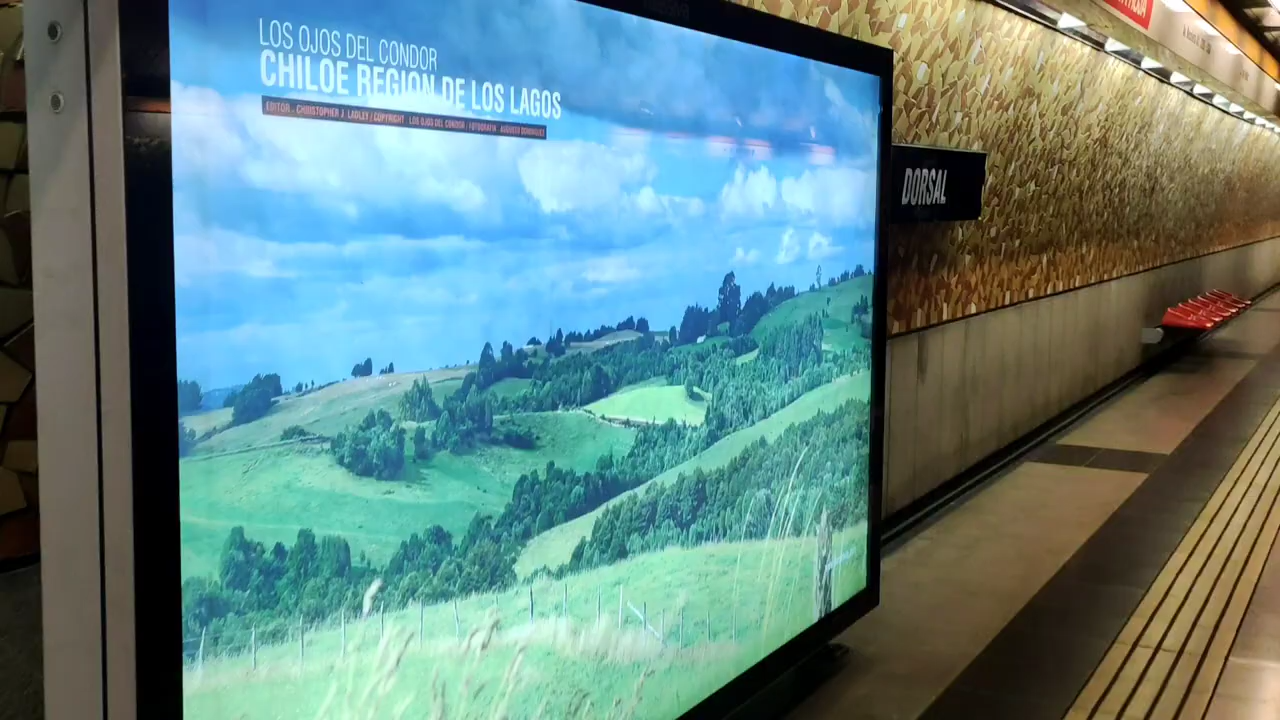 LOS OJOS DEL CONDOR
CHILOE REGION DE LOS LAGOS
EDITOR : CHRISTOPHER J. LADLEY / COPYRIGHT : LOS OJOS DEL CONDOR / FOTOGRAFIA : AUGUSTO DOMINGUEZ
DORSAL